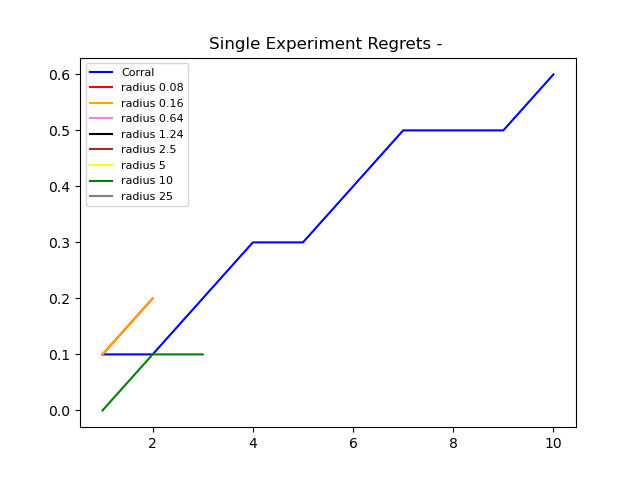 Single Experiment Regrets -
Corral
radius 0.08
radius 0.16
radius 0.64
radius 1.24
radius 2.5
radius 5
radius 10
radius 25
0.6
0.5
0.4
0.3
0.2
0.1
0.0
2 4 6 8 10